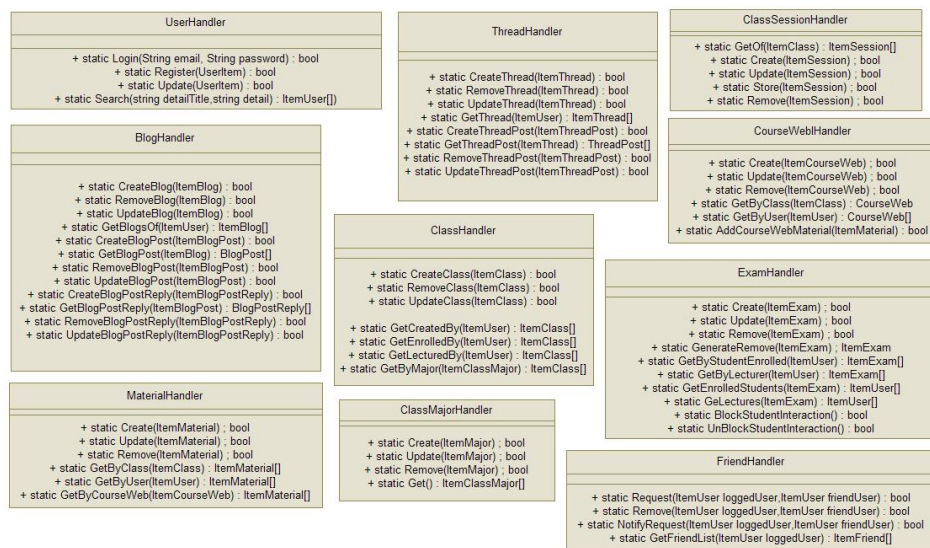 UserHandler
+ static Login(String email, String password) : bool
+ static Register(UserItem) : bool
+ static Update(UserItem) : bool
+ static Search(string detailTitle,string detail) : ItemUser[])
BlogHandler
+ static CreateBlog(ItemBlog) : bool
+ static RemoveBlog(ItemBlog) : bool
+ static UpdateBlog(ItemBlog) : bool
+ static GetBlogsOf(ItemUser) : ItemBlog[]
+ static CreateBlogPost(ItemBlogPost) : bool
+ static GetBlogPost(ItemBlog) : BlogPost[]
+ static RemoveBlogPost(ItemBlogPost) : bool
+ static UpdateBlogPost(ItemBlogPost) : bool
+ static CreateBlogPostReply(ItemBlogPostReply) : bool
+ static GetBlogPostReply(ItemBlogPost) : BlogPostReply[]
+ static RemoveBlogPostReply(ItemBlogPostReply) : bool
+ static UpdateBlogPostReply(ItemBlogPostReply) : bool
MaterialHandler
+ static Create(ItemMaterial) ; bool
+ static Update(ItemMaterial) ; bool
+ static Remove(ItemMaterial) ; bool
+ static GetByClass(ItemClass) : ItemMaterial[]
+ static GetByUser(ItemUser) : ItemMaterial[]
+ static GetByCourseWeb(ItemCourseWeb) : ItemMaterial[]
ThreadHandler
+ static CreateThread(ItemThread) : bool
+ static RemoveThread(ItemThread) : bool
+ static UpdateThread(ItemThread) : bool
+ static GetThread(ItemUser) : ItemThread[]
+ static CreateThreadPost(ItemThreadPost) : bool
+ static GetThreadPost(ItemThread) : ThreadPost[]
+ static RemoveThreadPost(ItemThreadPost) : bool
+ static UpdateThreadPost(ItemThreadPost) : bool
ClassHandler
+ static CreateClass(ItemClass) : bool
+ static RemoveClass(ItemClass) : bool
+ static UpdateClass(ItemClass) : bool
+ static GetCreatedBy(ItemUser) : ItemClass[]
+ static GetEnrolledBy(ItemUser) : ItemClass[]
+ static GetLecturedBy(ItemUser) : ItemClass[]
+ static GetByMajor(ItemClassMajor) : ItemClass[]
ClassMajorHandler
+ static Create(ItemMajor) ; bool
+ static Update(ItemMajor) ; bool
+ static Remove(ItemMajor) ; bool
+ static Get() : ItemClassMajor[]
ClassSessionHandler
+ static GetOf(ItemClass) : ItemSession[]
+ static Create(ItemSession) ; bool
+ static Update(ItemSession) ; bool
+ static Store(ItemSession) ; bool
+ static Remove(ItemSession) ; bool
CourseWeblHandler
+ static Create(ItemCourseWeb) ; bool
+ static Update(ItemCourseWeb) ; bool
+ static Remove(ItemCourseWeb) ; bool
+ static GetByClass(ItemClass) : CourseWeb
+ static GetByUser(ItemUser) : CourseWeb[]
+ static AddCourseWebMaterial(ItemMaterial) : bool
ExamHandler
+ static Create(ItemExam) ; bool
+ static Update(ItemExam) ; bool
+ static Remove(ItemExam) ; bool
+ static GenerateRemove(ItemExam) ; ItemExam
+ static GetByStudentEnrolled(ItemUser) : ItemExam[]
+ static GetByLecturer(ItemUser) : ItemExam[]
+ static GetEnrolledStudents(ItemExam) : ItemUser[]
+ static GeLectures(ItemExam) : ItemUser[]
+ static BlockStudentInteraction() : bool
+ static UnBlockStudentInteraction() : bool
FriendHandler
+ static Request(ItemUser loggedUser,ItemUser friendUser) : bool
+ static Remove(ItemUser loggedUser,ItemUser friendUser) : bool
+ static NotifyRequest(ItemUser loggedUser,ItemUser friendUser) : bool
+ static GetFriendList(ItemUser loggedUser) : ItemFriend[]